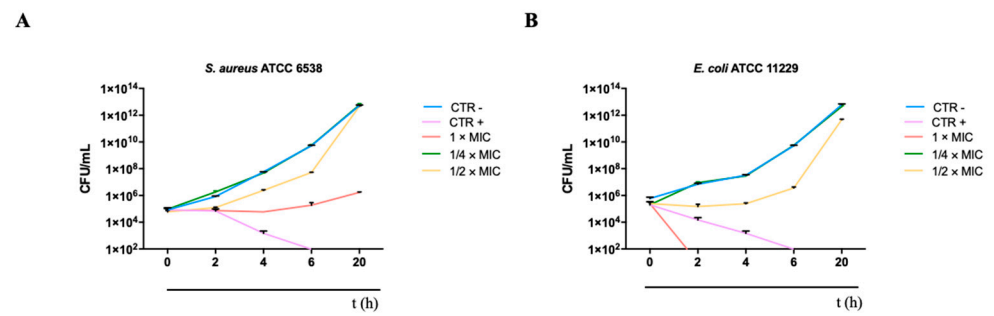 A
S. aureus ATCC 6538
CFU/mL
1×10¹⁴
1×10¹²
1×10¹⁰
1×10⁸
1×10⁶
1×10⁴
1×10²
0 2 4 6 20
t (h)
CTR -
CTR +
1 × MIC
1/4 × MIC
1/2 × MIC
B
E. coli ATCC 11229
CFU/mL
1×10¹⁴
1×10¹²
1×10¹⁰
1×10⁸
1×10⁶
1×10⁴
1×10²
0 2 4 6 20
t (h)
CTR -
CTR +
1 × MIC
1/4 × MIC
1/2 × MIC